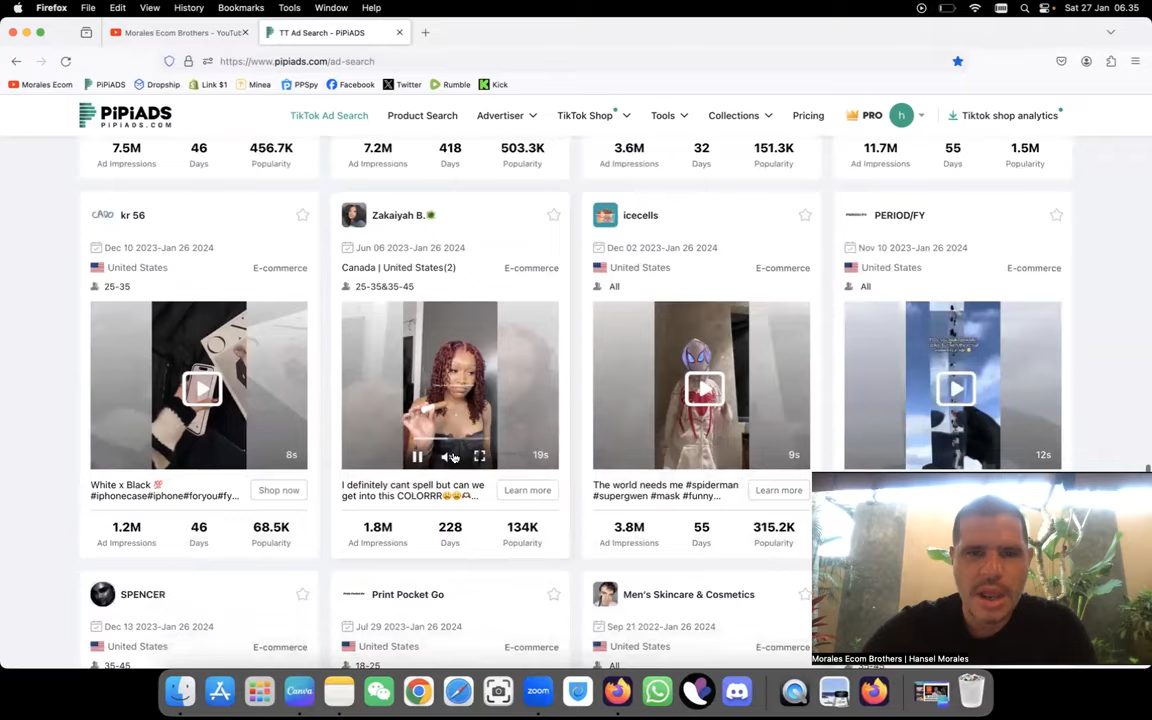 Firefox File Edit View History Bookmarks Tools Window Help Sat 27 Jan 06.35
Morales Ecom Brothers - YouTub × TT Ad Search - PiPiADS × +
https://www.pipiads.com/ad-search
Morales Ecom PiPiADS Dropship Link $1 Minea PPSpy Facebook Twitter Rumble Kick
PiPiADS
PIPIADS.COM
TikTok Ad Search Product Search Advertiser TikTok Shop Tools Collections Pricing PRO h Tiktok shop analytics
7.5M 46 456.7K 7.2M 418 503.3K 3.6M 32 151.3K 11.7M 55 1.5M
Ad Impressions Days Popularity Ad Impressions Days Popularity Ad Impressions Days Popularity Ad Impressions Days Popularity
CADO kr 56 Zakaiyah B. icecells PERIOD/FY
Dec 10 2023-Jan 26 2024 Jun 06 2023-Jan 26 2024 Dec 02 2023-Jan 26 2024 Nov 10 2023-Jan 26 2024
United States E-commerce Canada | United States(2) E-commerce United States E-commerce United States E-commerce
25-35 25-35&35-45 All All
8s 19s 9s 12s
White x Black 💯 I definitely cant spell but can we The world needs me #spiderman
#iphonecase#iphone#foryou#fy... Shop now get into this COLORRR... Learn more #supergwen #mask #funny... Learn more
1.2M 46 68.5K 1.8M 228 134K 3.8M 55 315.2K
Ad Impressions Days Popularity Ad Impressions Days Popularity Ad Impressions Days Popularity
SPENCER Print Pocket Go Men's Skincare & Cosmetics
Dec 13 2023-Jan 26 2024 Jul 29 2023-Jan 26 2024 Sep 21 2022-Jan 26 2024
United States E-commerce United States E-commerce United States E-commerce
35-45 18-25 All
Morales Ecom Brothers | Hansel Morales
Canva zoom